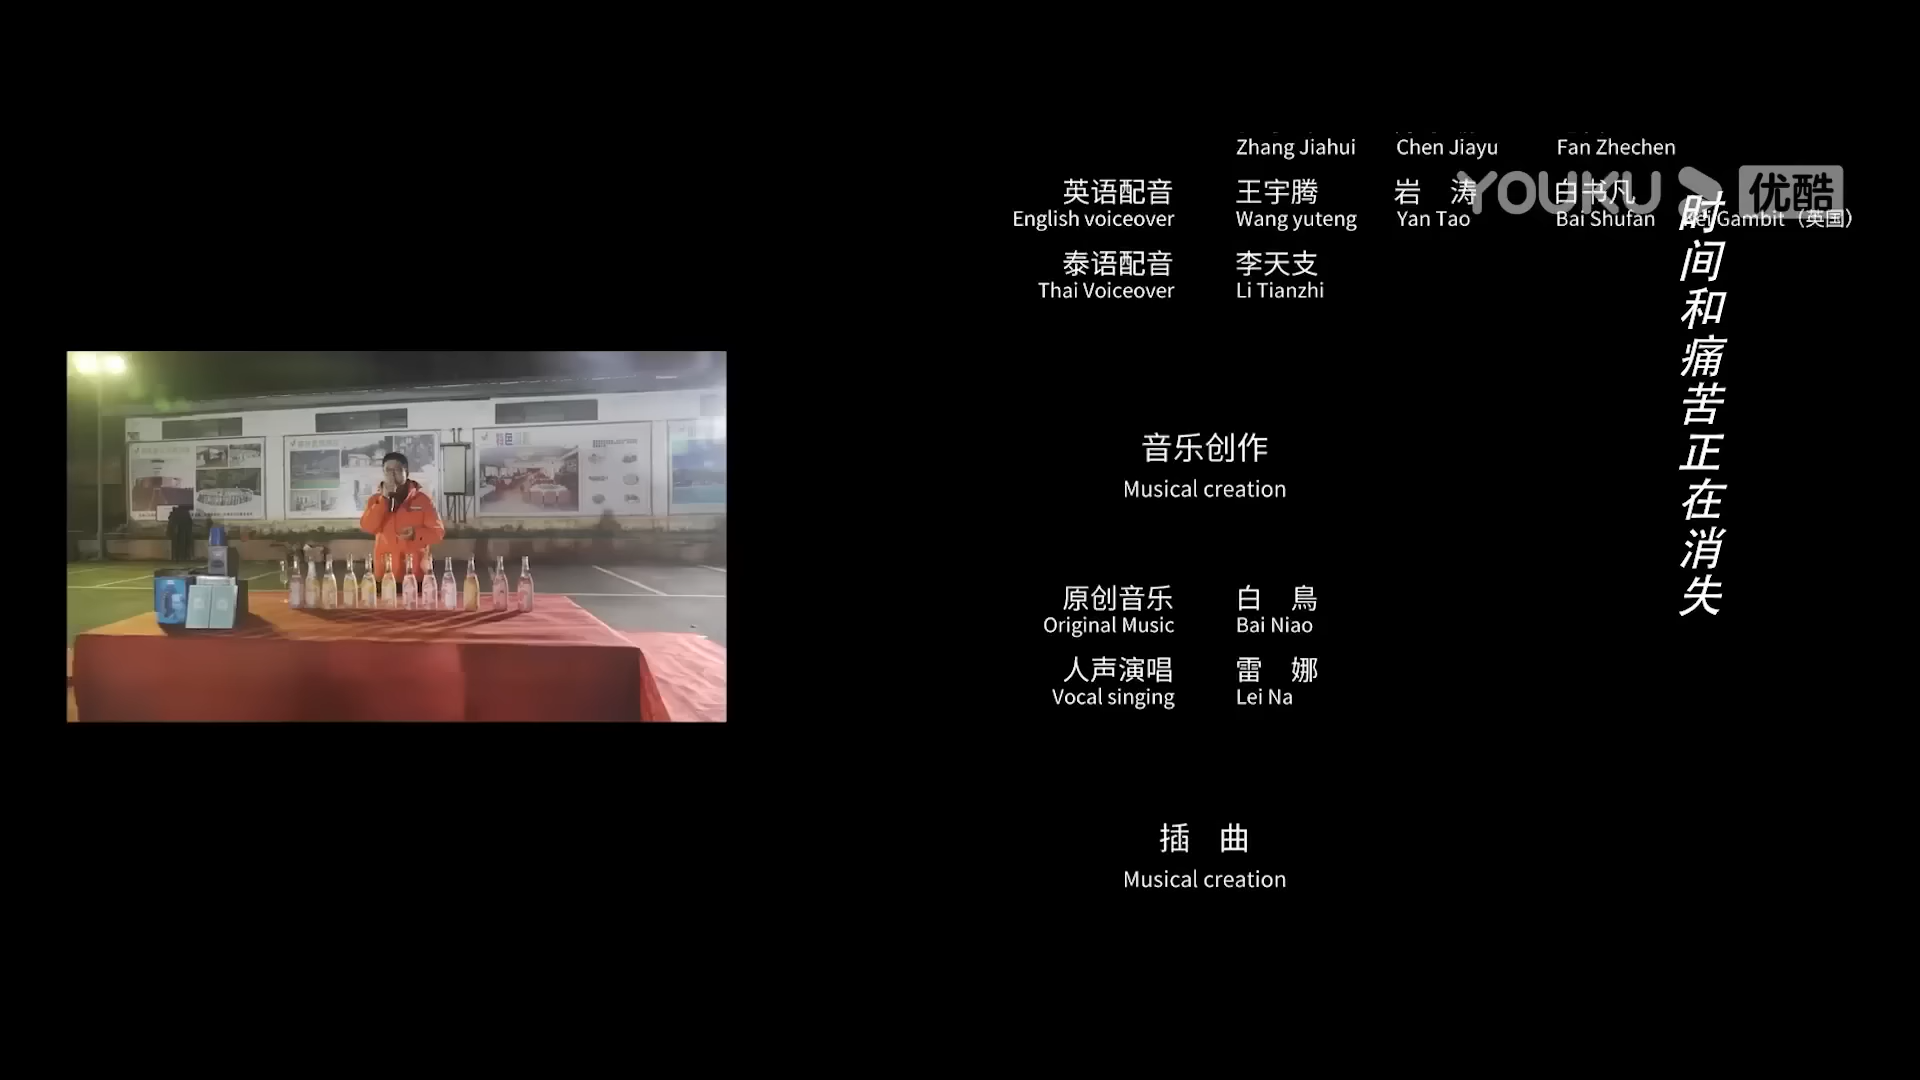 Zhang Jiahui Chen Jiayu Fan Zhechen
英语配音 王宇腾 岩 涛 白书凡
English voiceover Wang yuteng Yan Tao Bai Shufan Gambit（英国）
泰语配音 李天支
Thai Voiceover Li Tianzhi
音乐创作
Musical creation
原创音乐 白 鳥
Original Music Bai Niao
人声演唱 雷 娜
Vocal singing Lei Na
插 曲
Musical creation
YOUKU 优酷
时间和痛苦正在消失